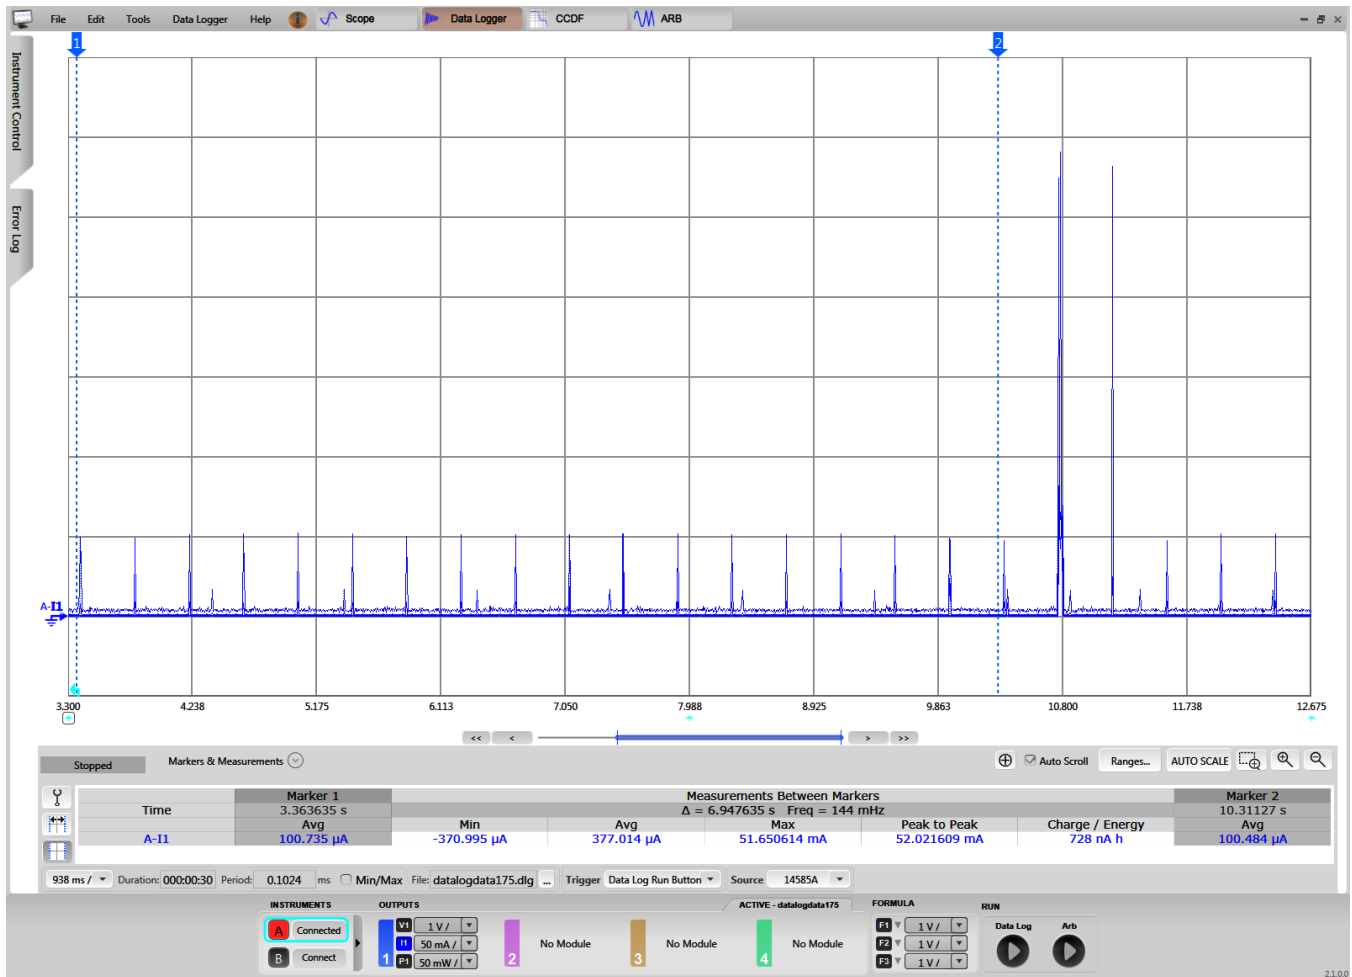 File Edit Tools Data Logger Help Scope Data Logger CCDF ARB
1 2
Instrument Control
Error Log
A-I1
3.300 4.238 5.175 6.113 7.050 7.988 8.925 9.863 10.800 11.738 12.675
<< < > >>
Stopped Markers & Measurements Auto Scroll Ranges... AUTO SCALE
Marker 1 Measurements Between Markers Marker 2
Time 3.363635 s Δ = 6.947635 s Freq = 144 mHz 10.31127 s
Avg Min Avg Max Peak to Peak Charge / Energy Avg
A-I1 100.735 µA -370.995 µA 377.014 µA 51.650614 mA 52.021609 mA 728 nA h 100.484 µA
938 ms / Duration: 000:00:30 Period: 0.1024 ms Min/Max File: datalogdata175.dlg ... Trigger Data Log Run Button Source 14585A
INSTRUMENTS OUTPUTS ACTIVE - datalogdata175 FORMULA RUN
A Connected V1 1 V / F1 1 V / Data Log Arb
I1 50 mA / No Module No Module No Module F2 1 V /
B Connect 1 P1 50 mW / 2 3 4 F3 1 V /
2.1.0.0